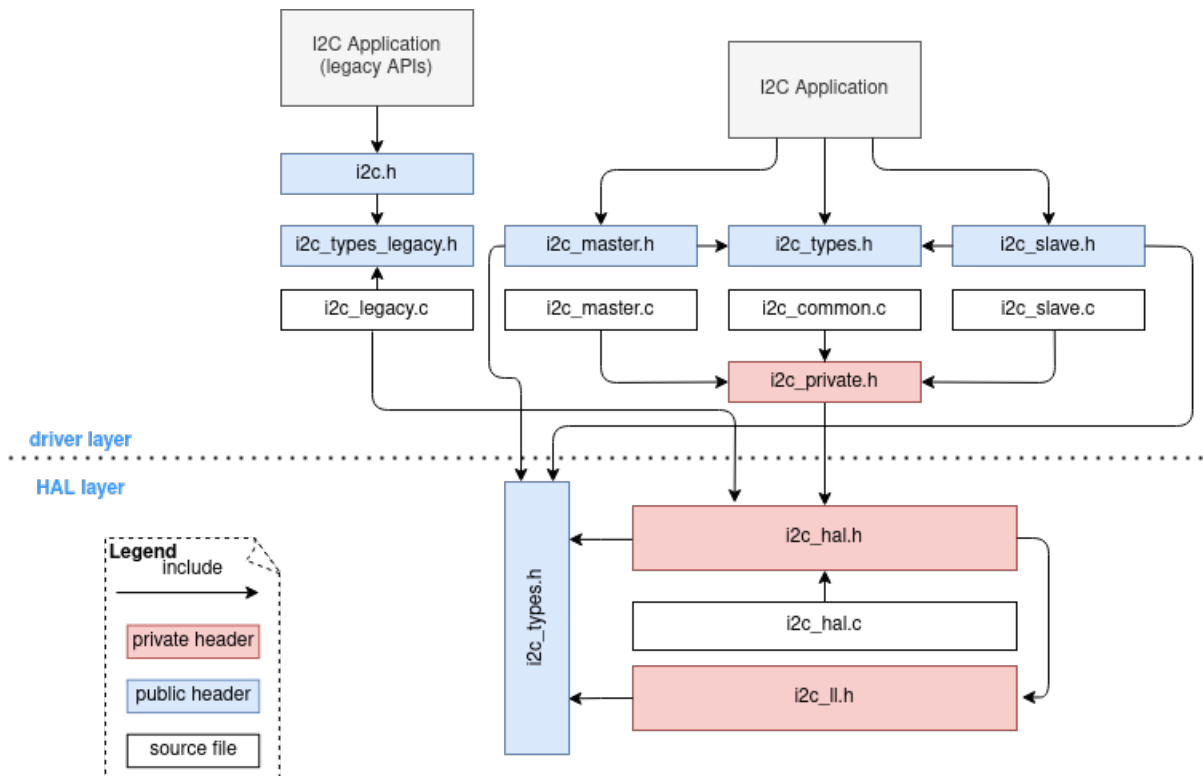 I2C Application
(legacy APIs)
I2C Application
i2c.h
i2c_types_legacy.h
i2c_master.h
i2c_types.h
i2c_slave.h
i2c_legacy.c
i2c_master.c
i2c_common.c
i2c_slave.c
i2c_private.h
driver layer
HAL layer
i2c_types.h
i2c_hal.h
i2c_hal.c
i2c_ll.h
Legend
include
private header
public header
source file